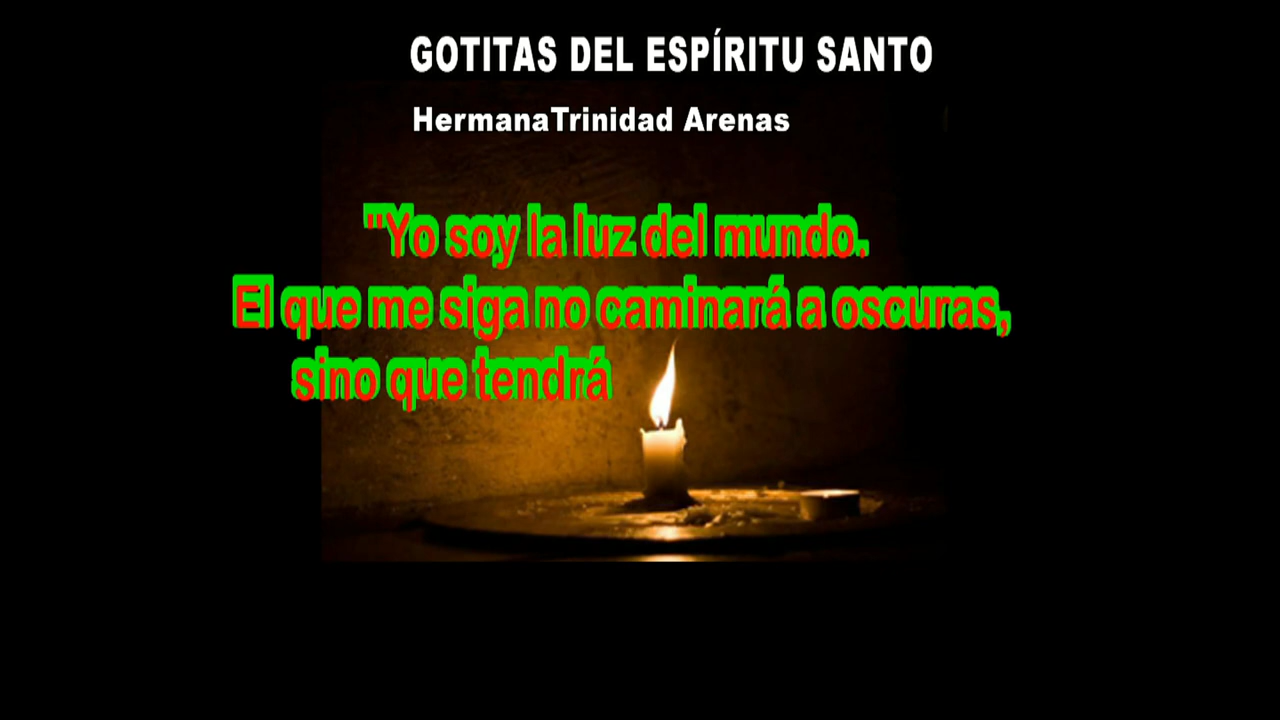 GOTITAS DEL ESPÍRITU SANTO
HermanaTrinidad Arenas
"Yo soy la luz del mundo.
El que me siga no caminará a oscuras,
sino que tendrá